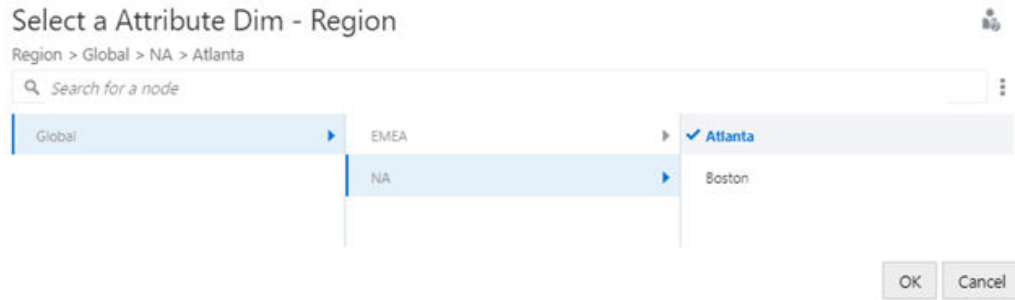 Select a Attribute Dim - Region
Region > Global > NA > Atlanta
Search for a node
Global EMEA Atlanta
NA Boston
OK Cancel